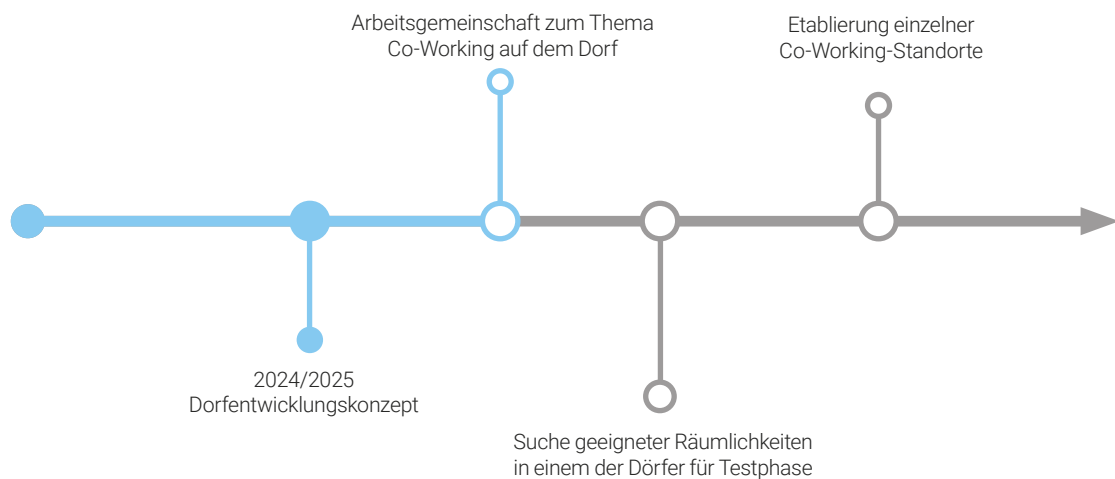 Arbeitsgemeinschaft zum Thema
Co-Working auf dem Dorf
Etablierung einzelner
Co-Working-Standorte
2024/2025
Dorfentwicklungskonzept
Suche geeigneter Räumlichkeiten
in einem der Dörfer für Testphase